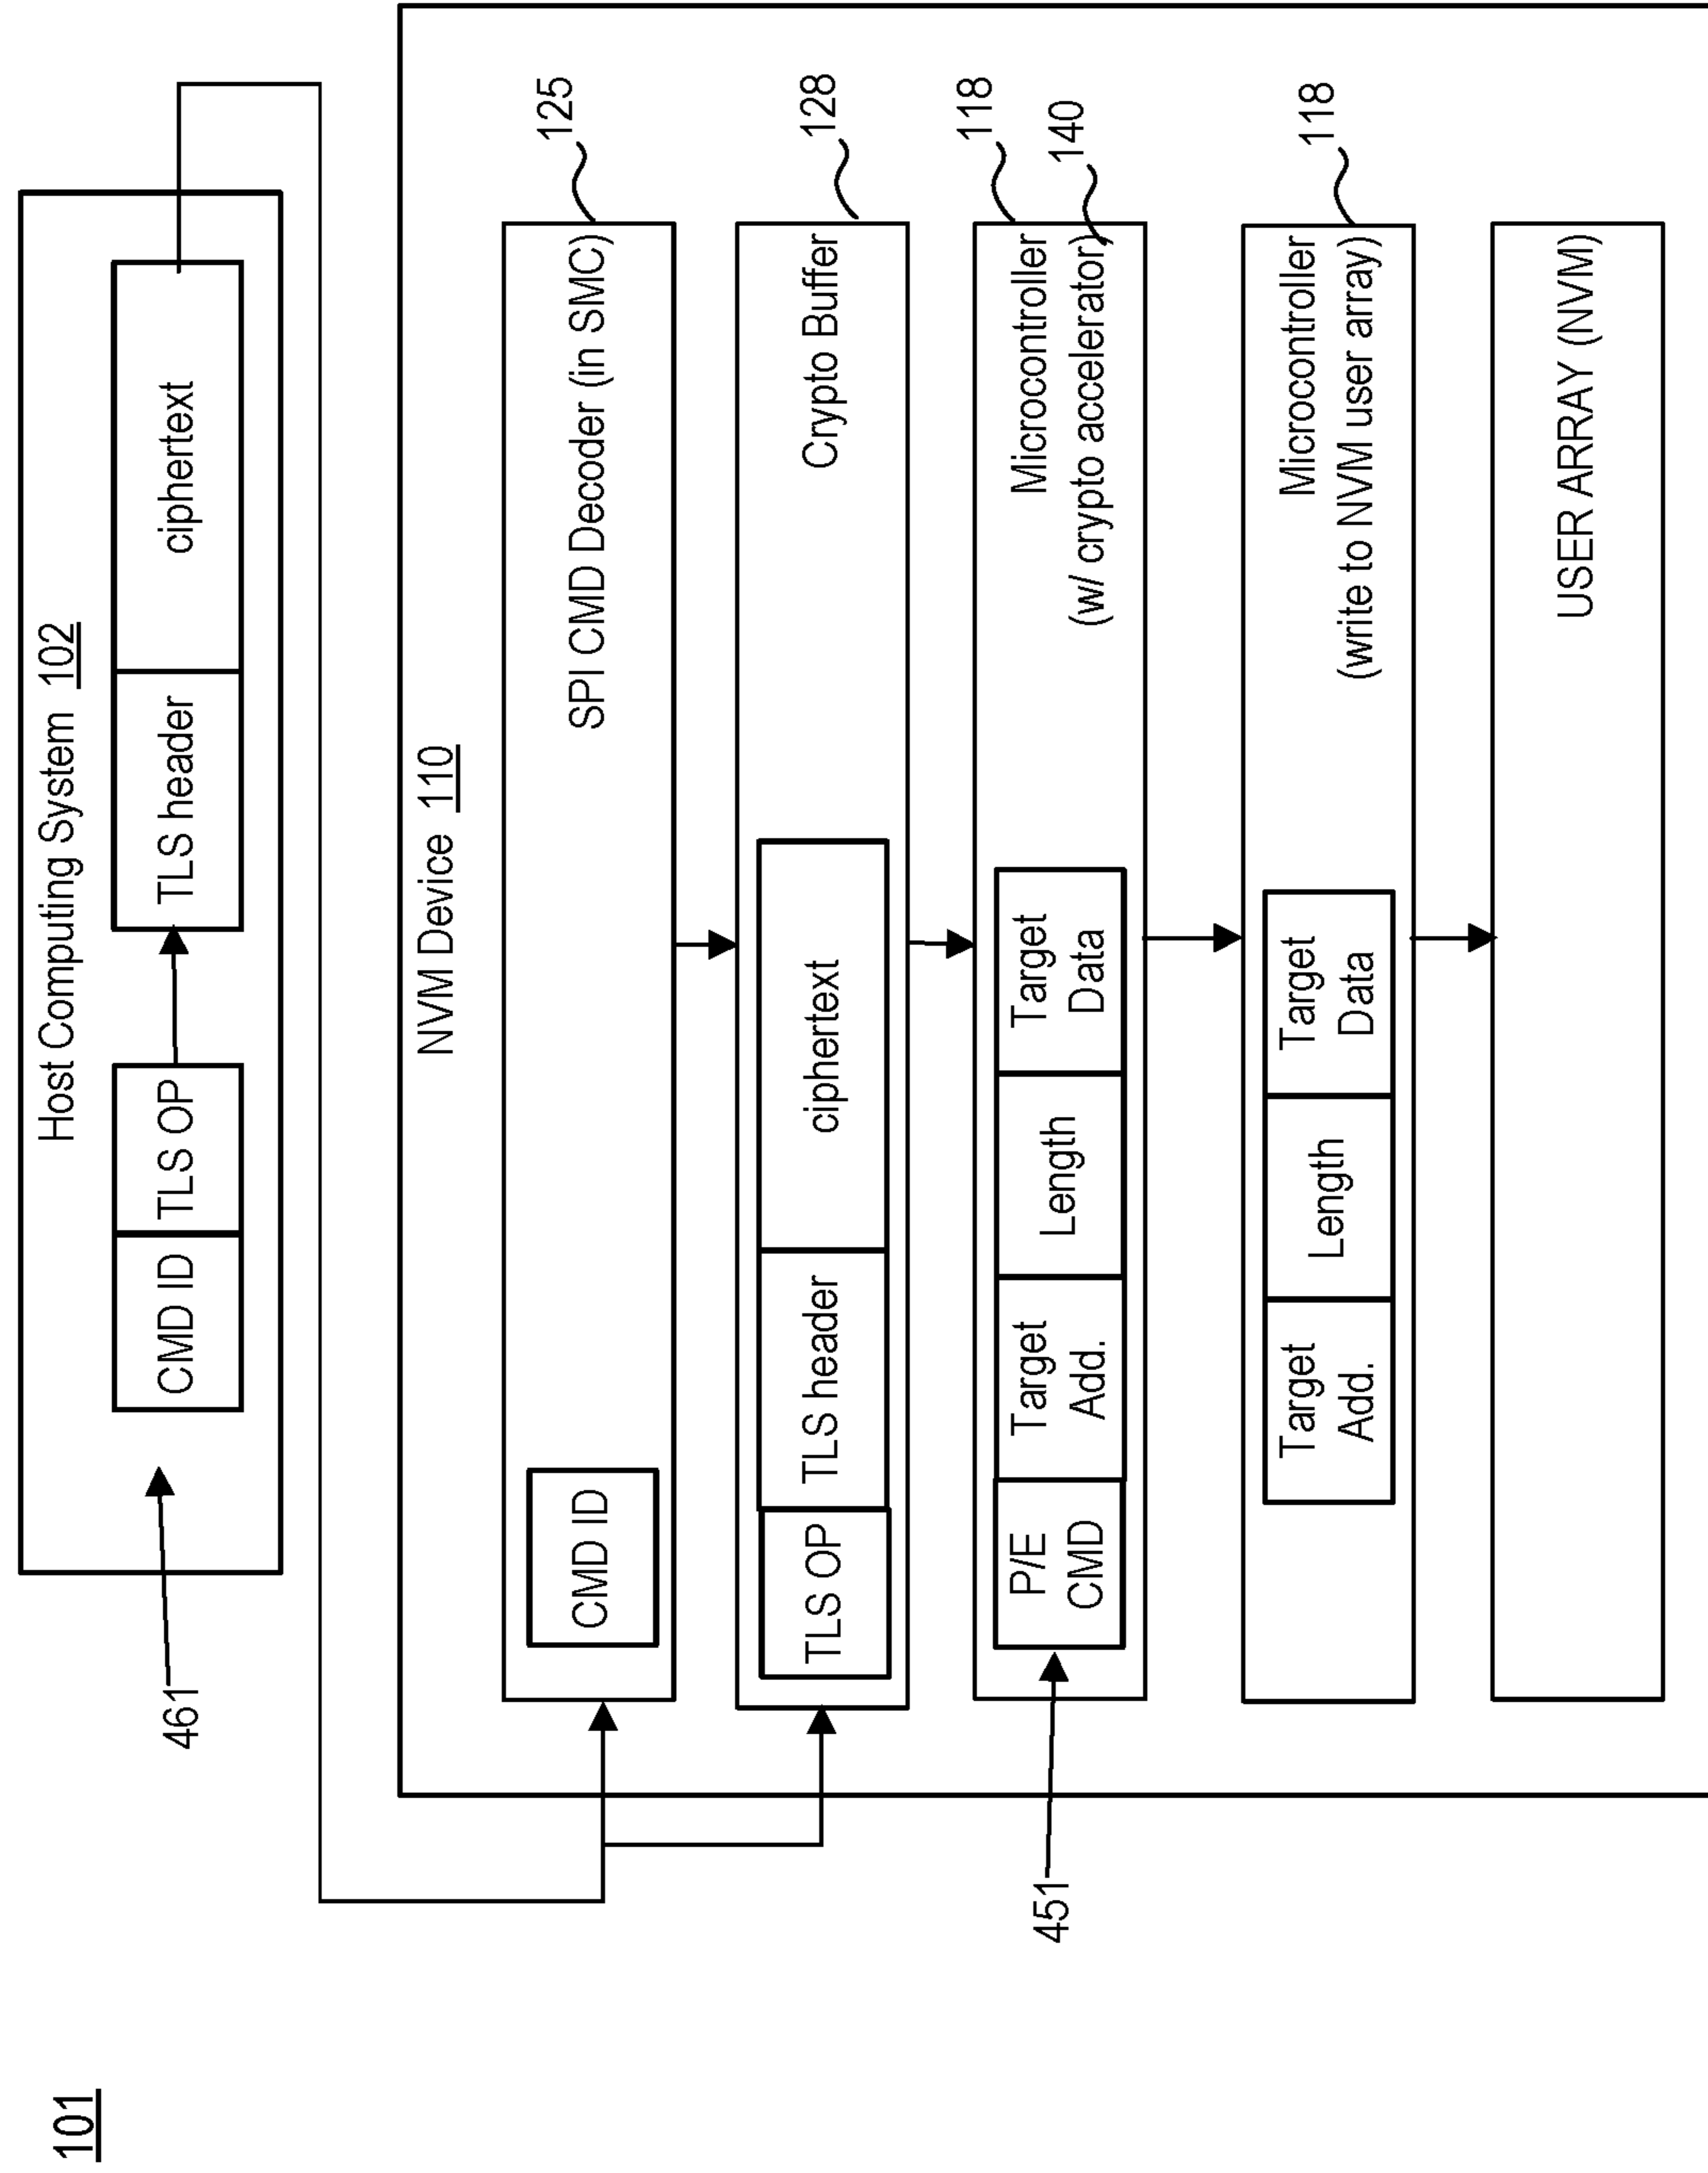 101
Host Computing System 102
461
CMD ID
TLS OP
TLS header
ciphertext
NVM Device 110
CMD ID
SPI CMD Decoder (in SMC)
125
TLS OP
TLS header
ciphertext
Crypto Buffer
128
451
P/E
CMD
Target
Add.
Length
Target
Data
Microcontroller
(w/ crypto accelerator)
118
140
Target
Add.
Length
Target
Data
Microcontroller
(write to NVM user array)
118
USER ARRAY (NVM)